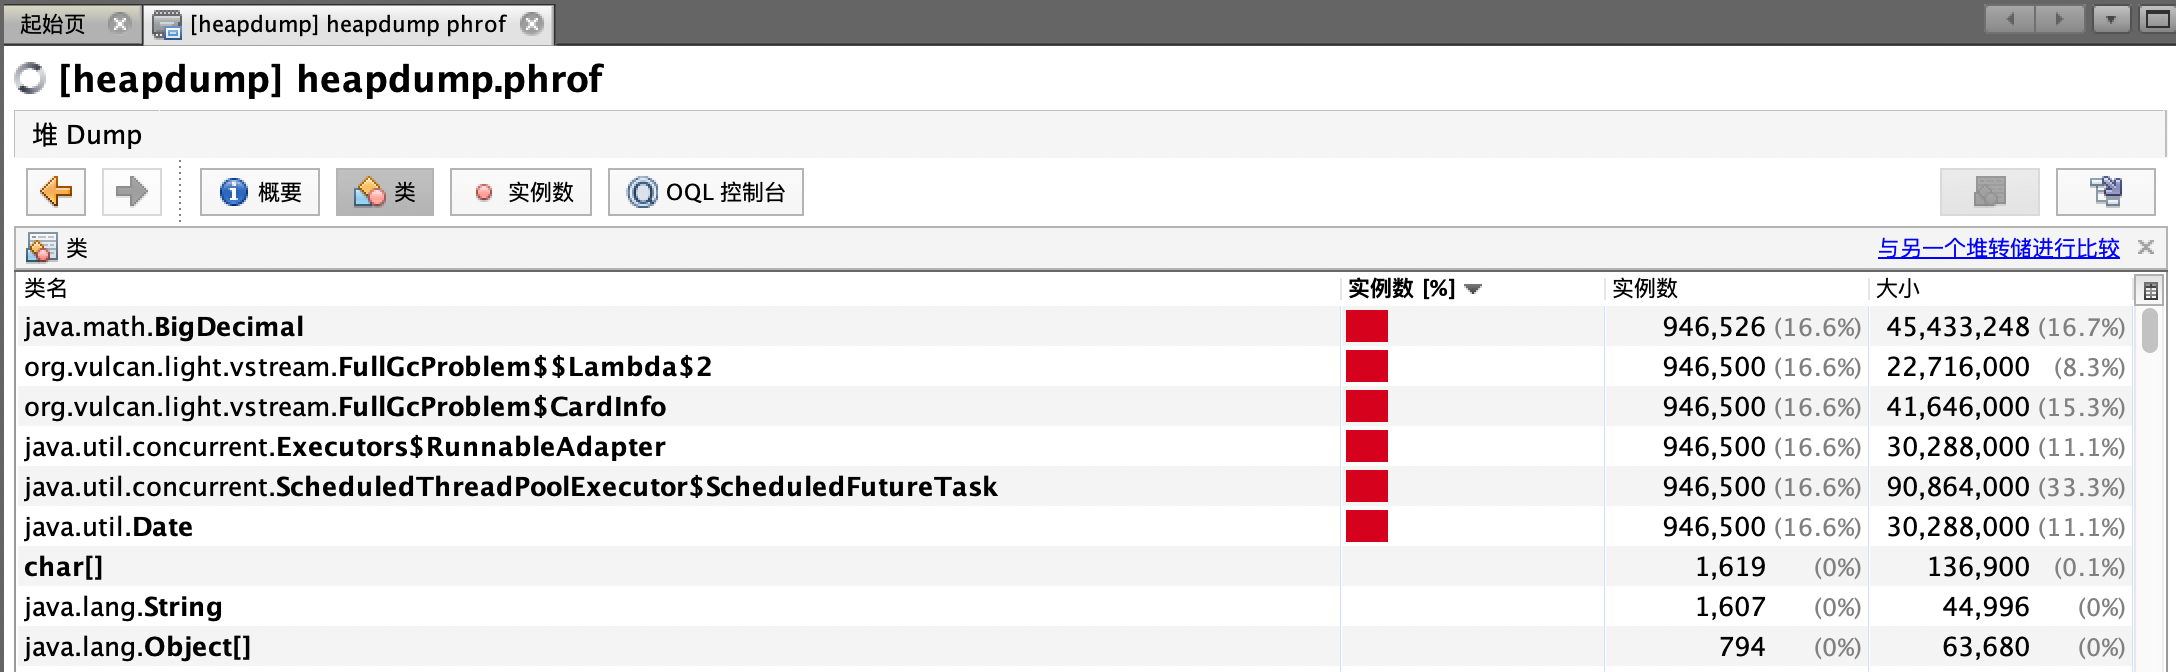 起始页 [heapdump] heapdump phrof
[heapdump] heapdump.phrof
堆 Dump
概要 类 实例数 OQL 控制台
类 与另一个堆转储进行比较
类名 实例数 [%] 实例数 大小
java.math.BigDecimal 946,526 (16.6%) 45,433,248 (16.7%)
org.vulcan.light.vstream.FullGcProblem$$Lambda$2 946,500 (16.6%) 22,716,000 (8.3%)
org.vulcan.light.vstream.FullGcProblem$CardInfo 946,500 (16.6%) 41,646,000 (15.3%)
java.util.concurrent.Executors$RunnableAdapter 946,500 (16.6%) 30,288,000 (11.1%)
java.util.concurrent.ScheduledThreadPoolExecutor$ScheduledFutureTask 946,500 (16.6%) 90,864,000 (33.3%)
java.util.Date 946,500 (16.6%) 30,288,000 (11.1%)
char[] 1,619 (0%) 136,900 (0.1%)
java.lang.String 1,607 (0%) 44,996 (0%)
java.lang.Object[] 794 (0%) 63,680 (0%)